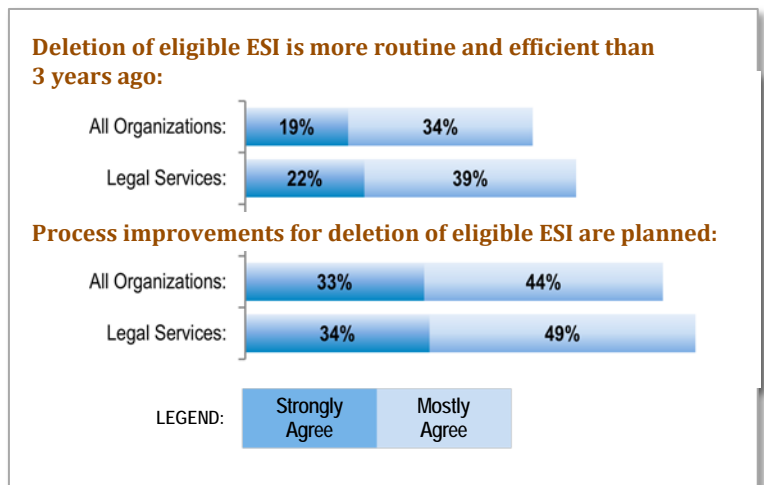 Deletion of eligible ESI is more routine and efficient than
3 years ago:
All Organizations: 19% 34%
Legal Services: 22% 39%
Process improvements for deletion of eligible ESI are planned:
All Organizations: 33% 44%
Legal Services: 34% 49%
LEGEND: Strongly Agree Mostly Agree